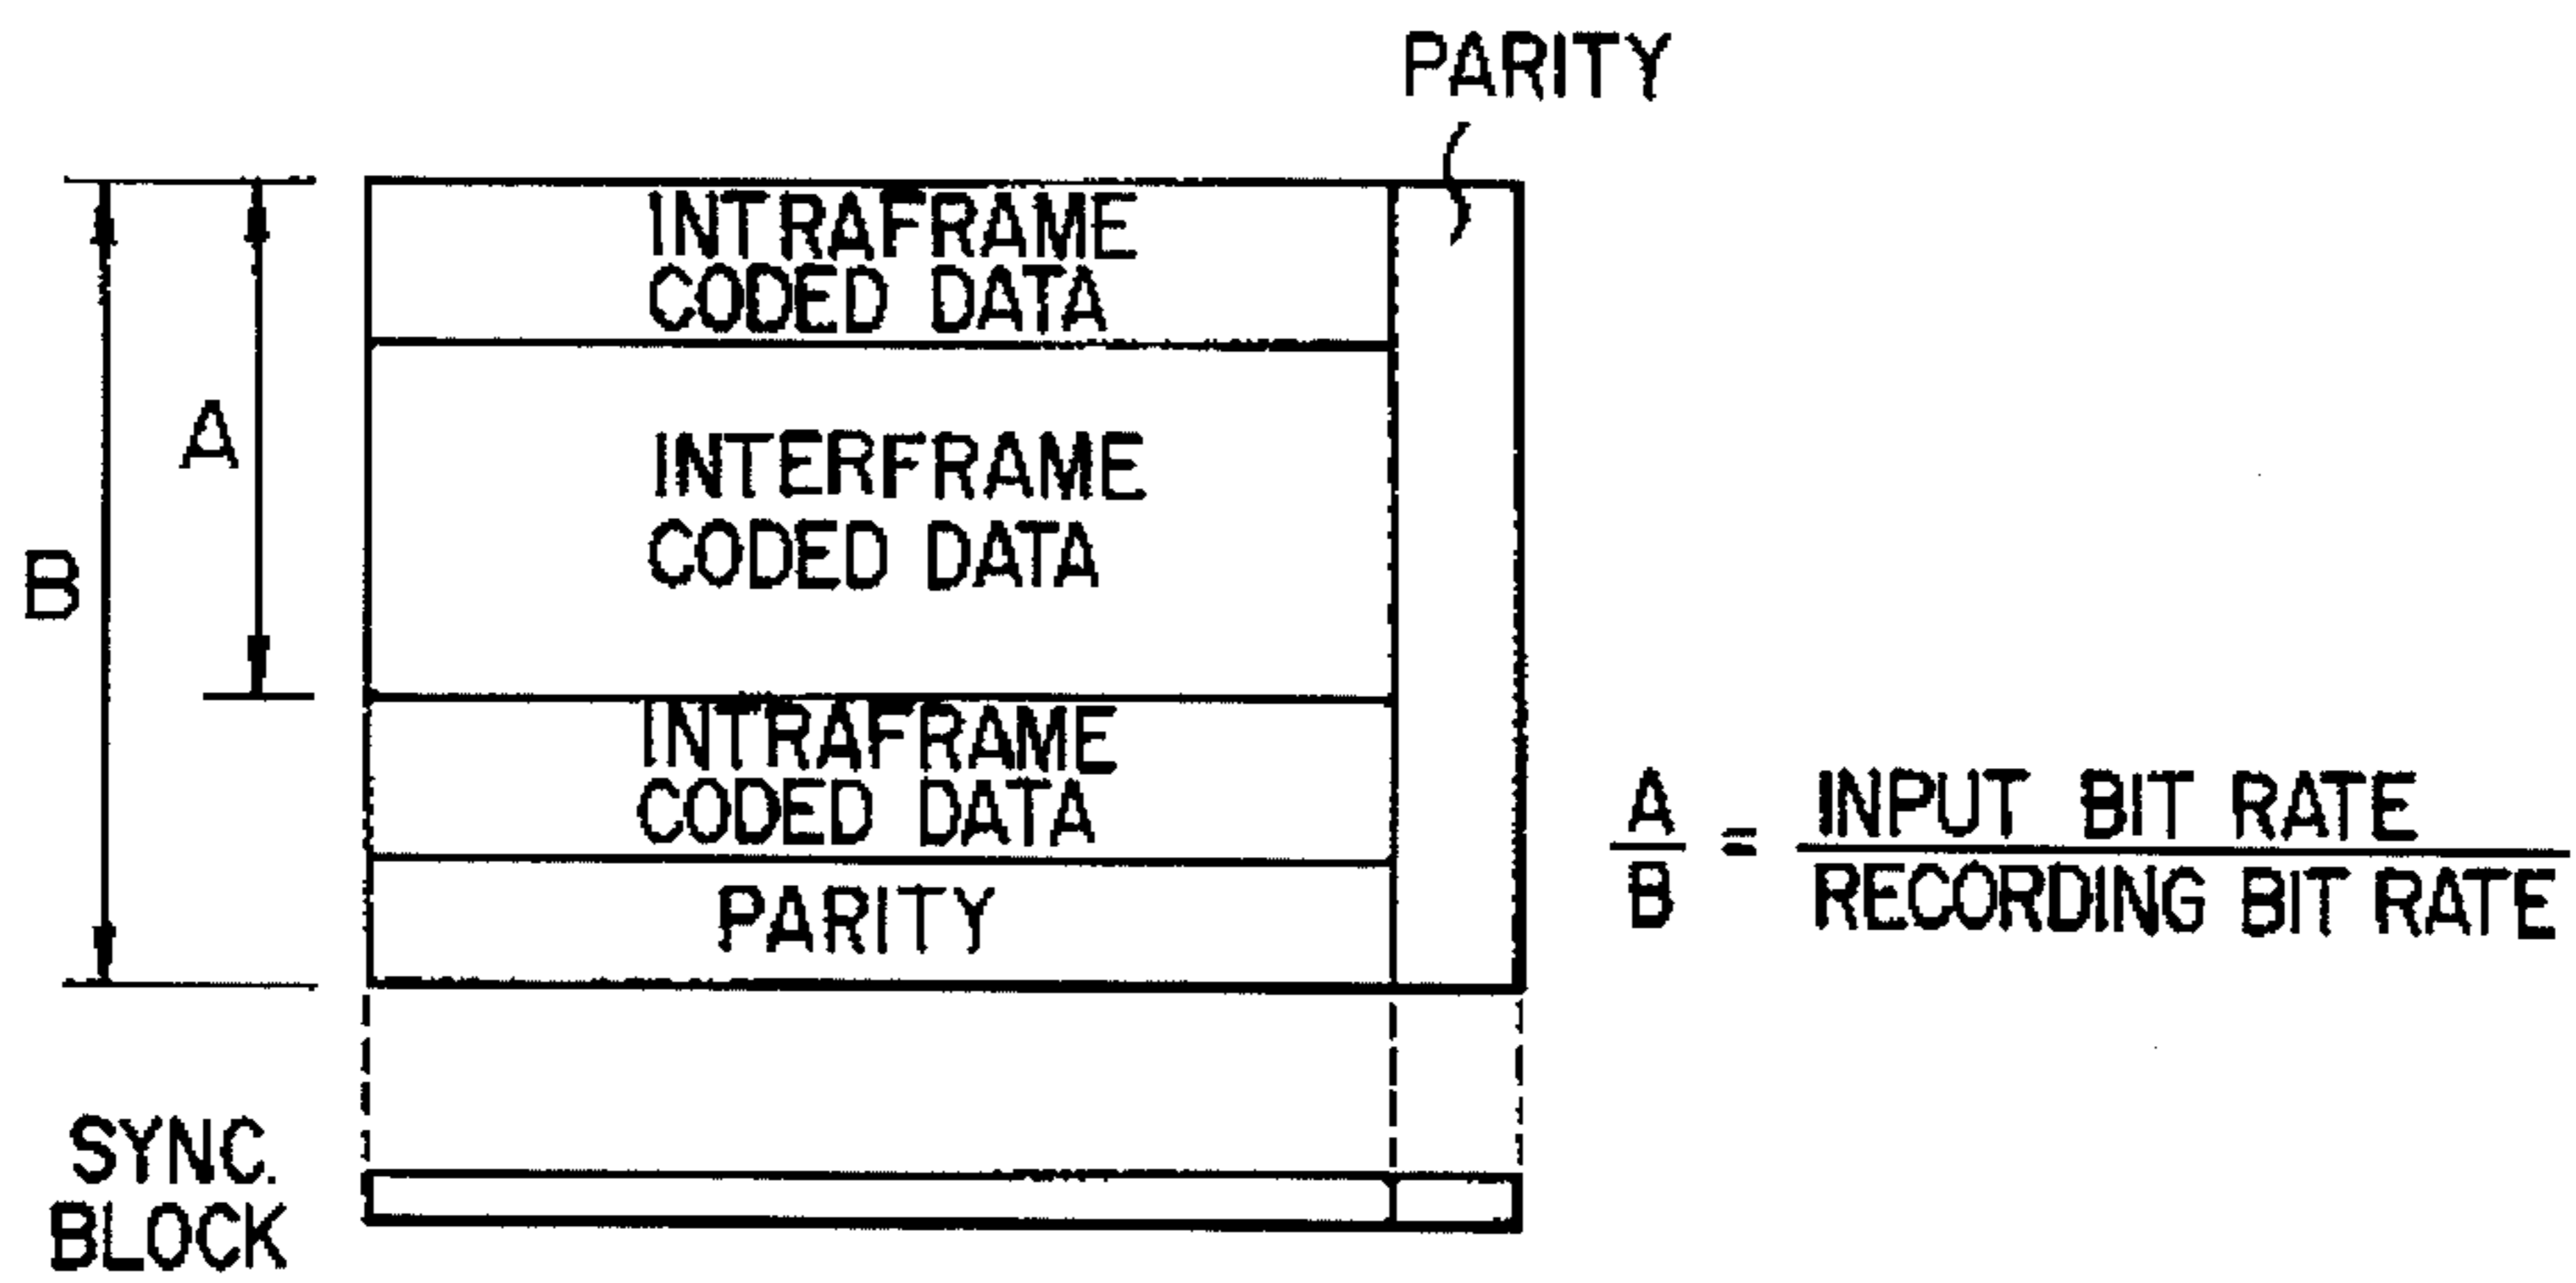 PARITY
INTRAFRAME
CODED DATA
A
INTERFRAME
CODED DATA
B
INTRAFRAME
CODED DATA
PARITY
A
B
=
INPUT BIT RATE
RECORDING BIT RATE
SYNC.
BLOCK